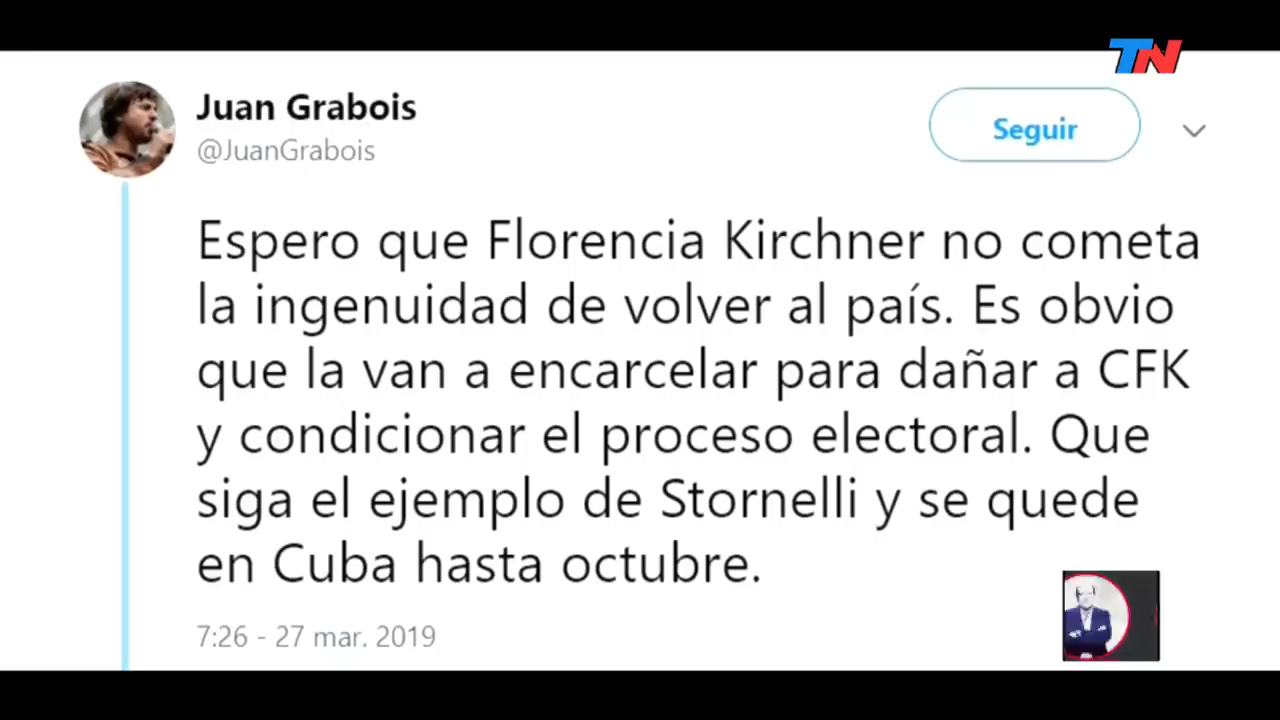 TN
Juan Grabois
@JuanGrabois
Seguir
Espero que Florencia Kirchner no cometa
la ingenuidad de volver al país. Es obvio
que la van a encarcelar para dañar a CFK
y condicionar el proceso electoral. Que
siga el ejemplo de Stornelli y se quede
en Cuba hasta octubre.
7:26 - 27 mar. 2019